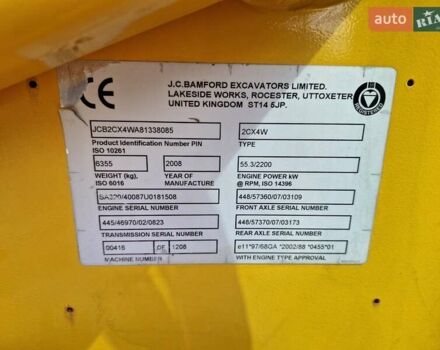 auto RIA
J.C.BAMFORD EXCAVATORS LIMITED.
LAKESIDE WORKS, ROCESTER, UTTOXETER
UNITED KINGDOM ST14 5JP.
CE
REGISTERED
JCB2CX4WA81338085
Product Identification Number PIN
ISO 10261
2CX4W
TYPE
6355
WEIGHT (kg),
ISO 6016
2008
YEAR OF
MANUFACTURE
55.3/2200
ENGINE POWER kW
@ RPM, ISO 14396
SA320/40087U0181508
ENGINE SERIAL NUMBER
448/57360/07/03109
FRONT AXLE SERIAL NUMBER
445/46970/02/0823
TRANSMISSION SERIAL NUMBER
448/57370/07/03173
REAR AXLE SERIAL NUMBER
00416 OF 1208
MACHINE NUMBER
e11*97/68GA *2002/88 *0455*01
WITH ENGINE TYPE APPROVAL